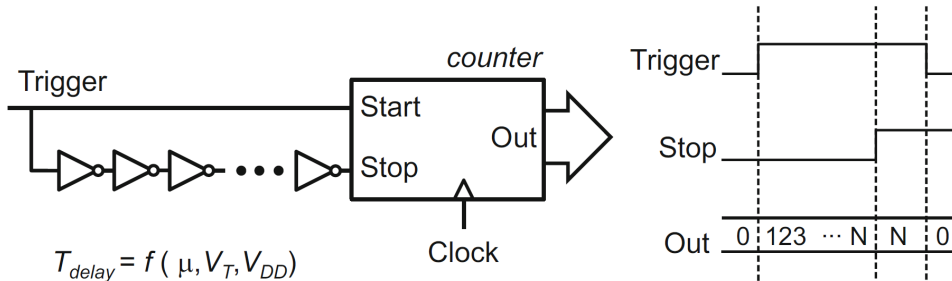 counter
Trigger
Start
Out
Stop
Clock
T_delay = f ( μ, V_T, V_DD)
Trigger
Stop
Out 0 123 ··· N N 0